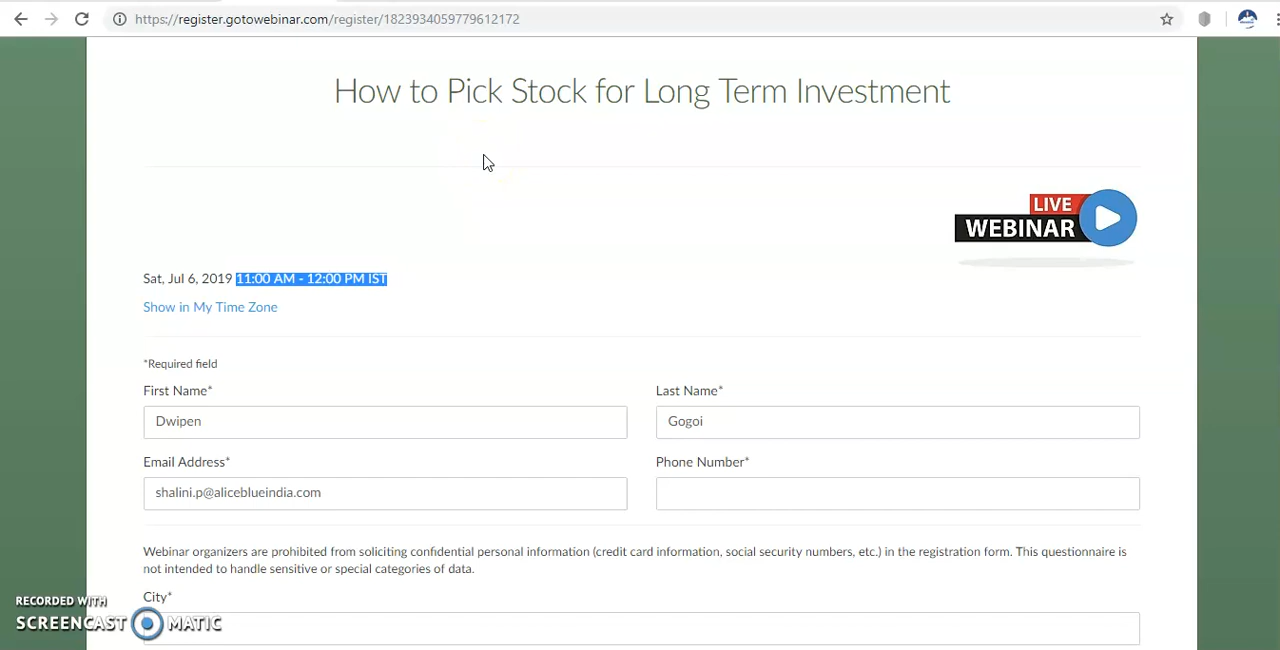 https://register.gotowebinar.com/register/1823934059779612172
How to Pick Stock for Long Term Investment
LIVE
WEBINAR
Sat, Jul 6, 2019 11:00 AM - 12:00 PM IST
Show in My Time Zone
*Required field
First Name*
Last Name*
Dwipen
Gogoi
Email Address*
Phone Number*
shalini.p@aliceblueindia.com
Webinar organizers are prohibited from soliciting confidential personal information (credit card information, social security numbers, etc.) in the registration form. This questionnaire is
not intended to handle sensitive or special categories of data.
City*
RECORDED WITH
SCREENCAST MATIC